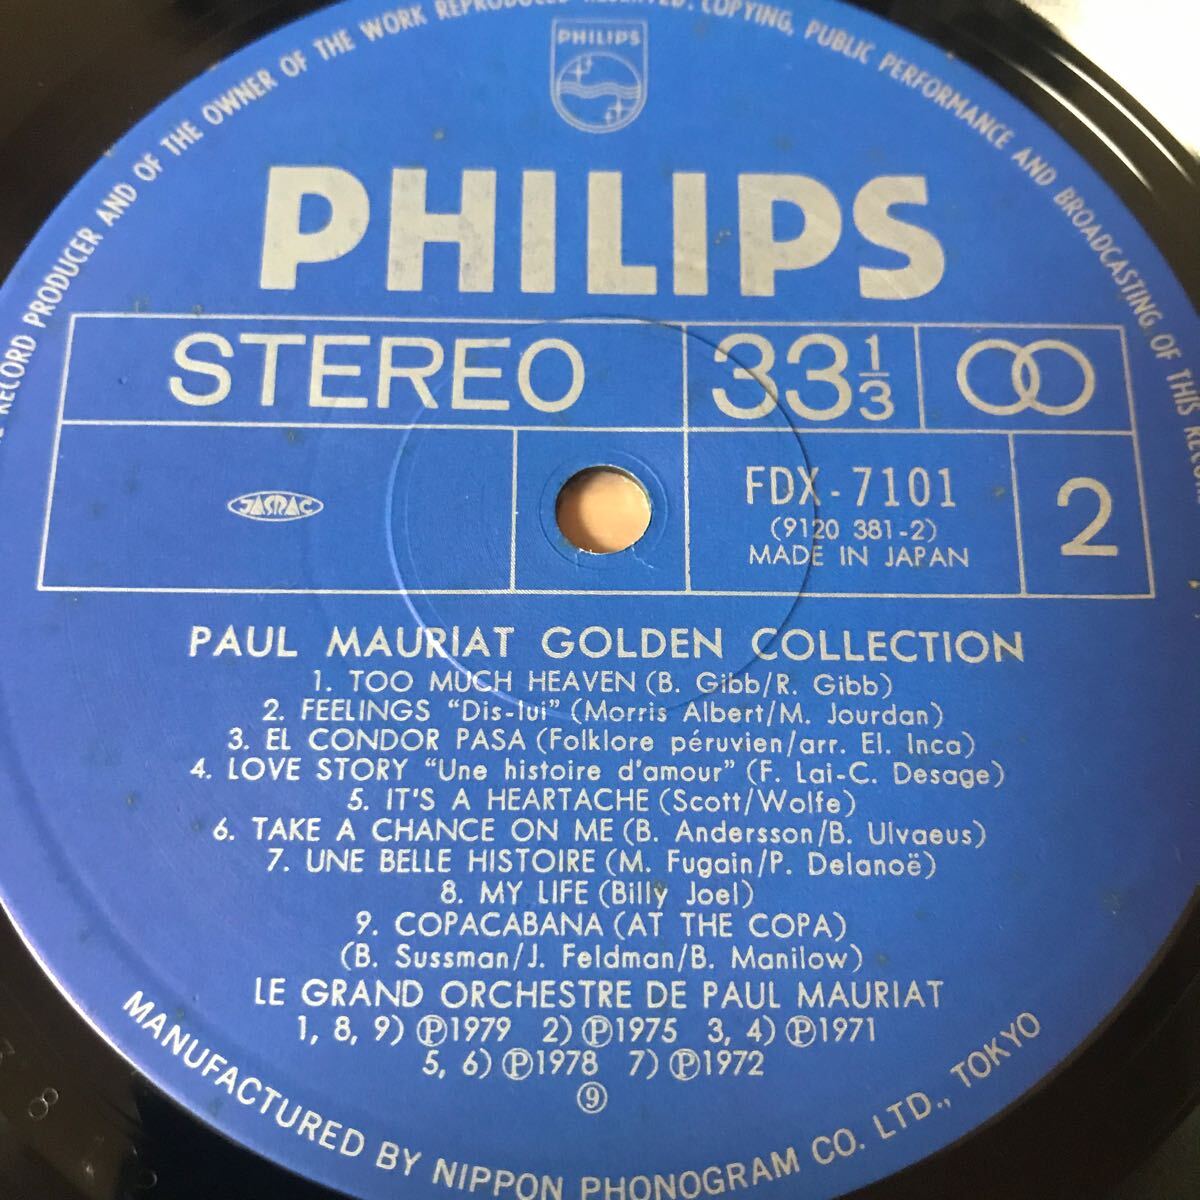 RECORD PRODUCER AND OF THE OWNER OF THE WORK REPRODUCED RESERVED. COPYING, PUBLIC PERFORMANCE AND BROADCASTING OF THIS
PHILIPS
PHILIPS
STEREO
33 1/3
FDX-7101
(9120 381-2)
MADE IN JAPAN
2
JASRAC
PAUL MAURIAT GOLDEN COLLECTION
1. TOO MUCH HEAVEN (B. Gibb/R. Gibb)
2. FEELINGS "Dis-lui" (Morris Albert/M. Jourdan)
3. EL CONDOR PASA (Folklore péruvien/arr. El. Inca)
4. LOVE STORY "Une histoire d'amour" (F. Lai-C. Desage)
5. IT'S A HEARTACHE (Scott/Wolfe)
6. TAKE A CHANCE ON ME (B. Andersson/B. Ulvaeus)
7. UNE BELLE HISTOIRE (M. Fugain/P. Delanoë)
8. MY LIFE (Billy Joel)
9. COPACABANA (AT THE COPA)
(B. Sussman/J. Feldman/B. Manilow)
LE GRAND ORCHESTRE DE PAUL MAURIAT
1, 8, 9) ℗1979 2) ℗1975 3, 4) ℗1971
5, 6) ℗1978 7) ℗1972
⑨
MANUFACTURED BY NIPPON PHONOGRAM CO. LTD., TOKYO